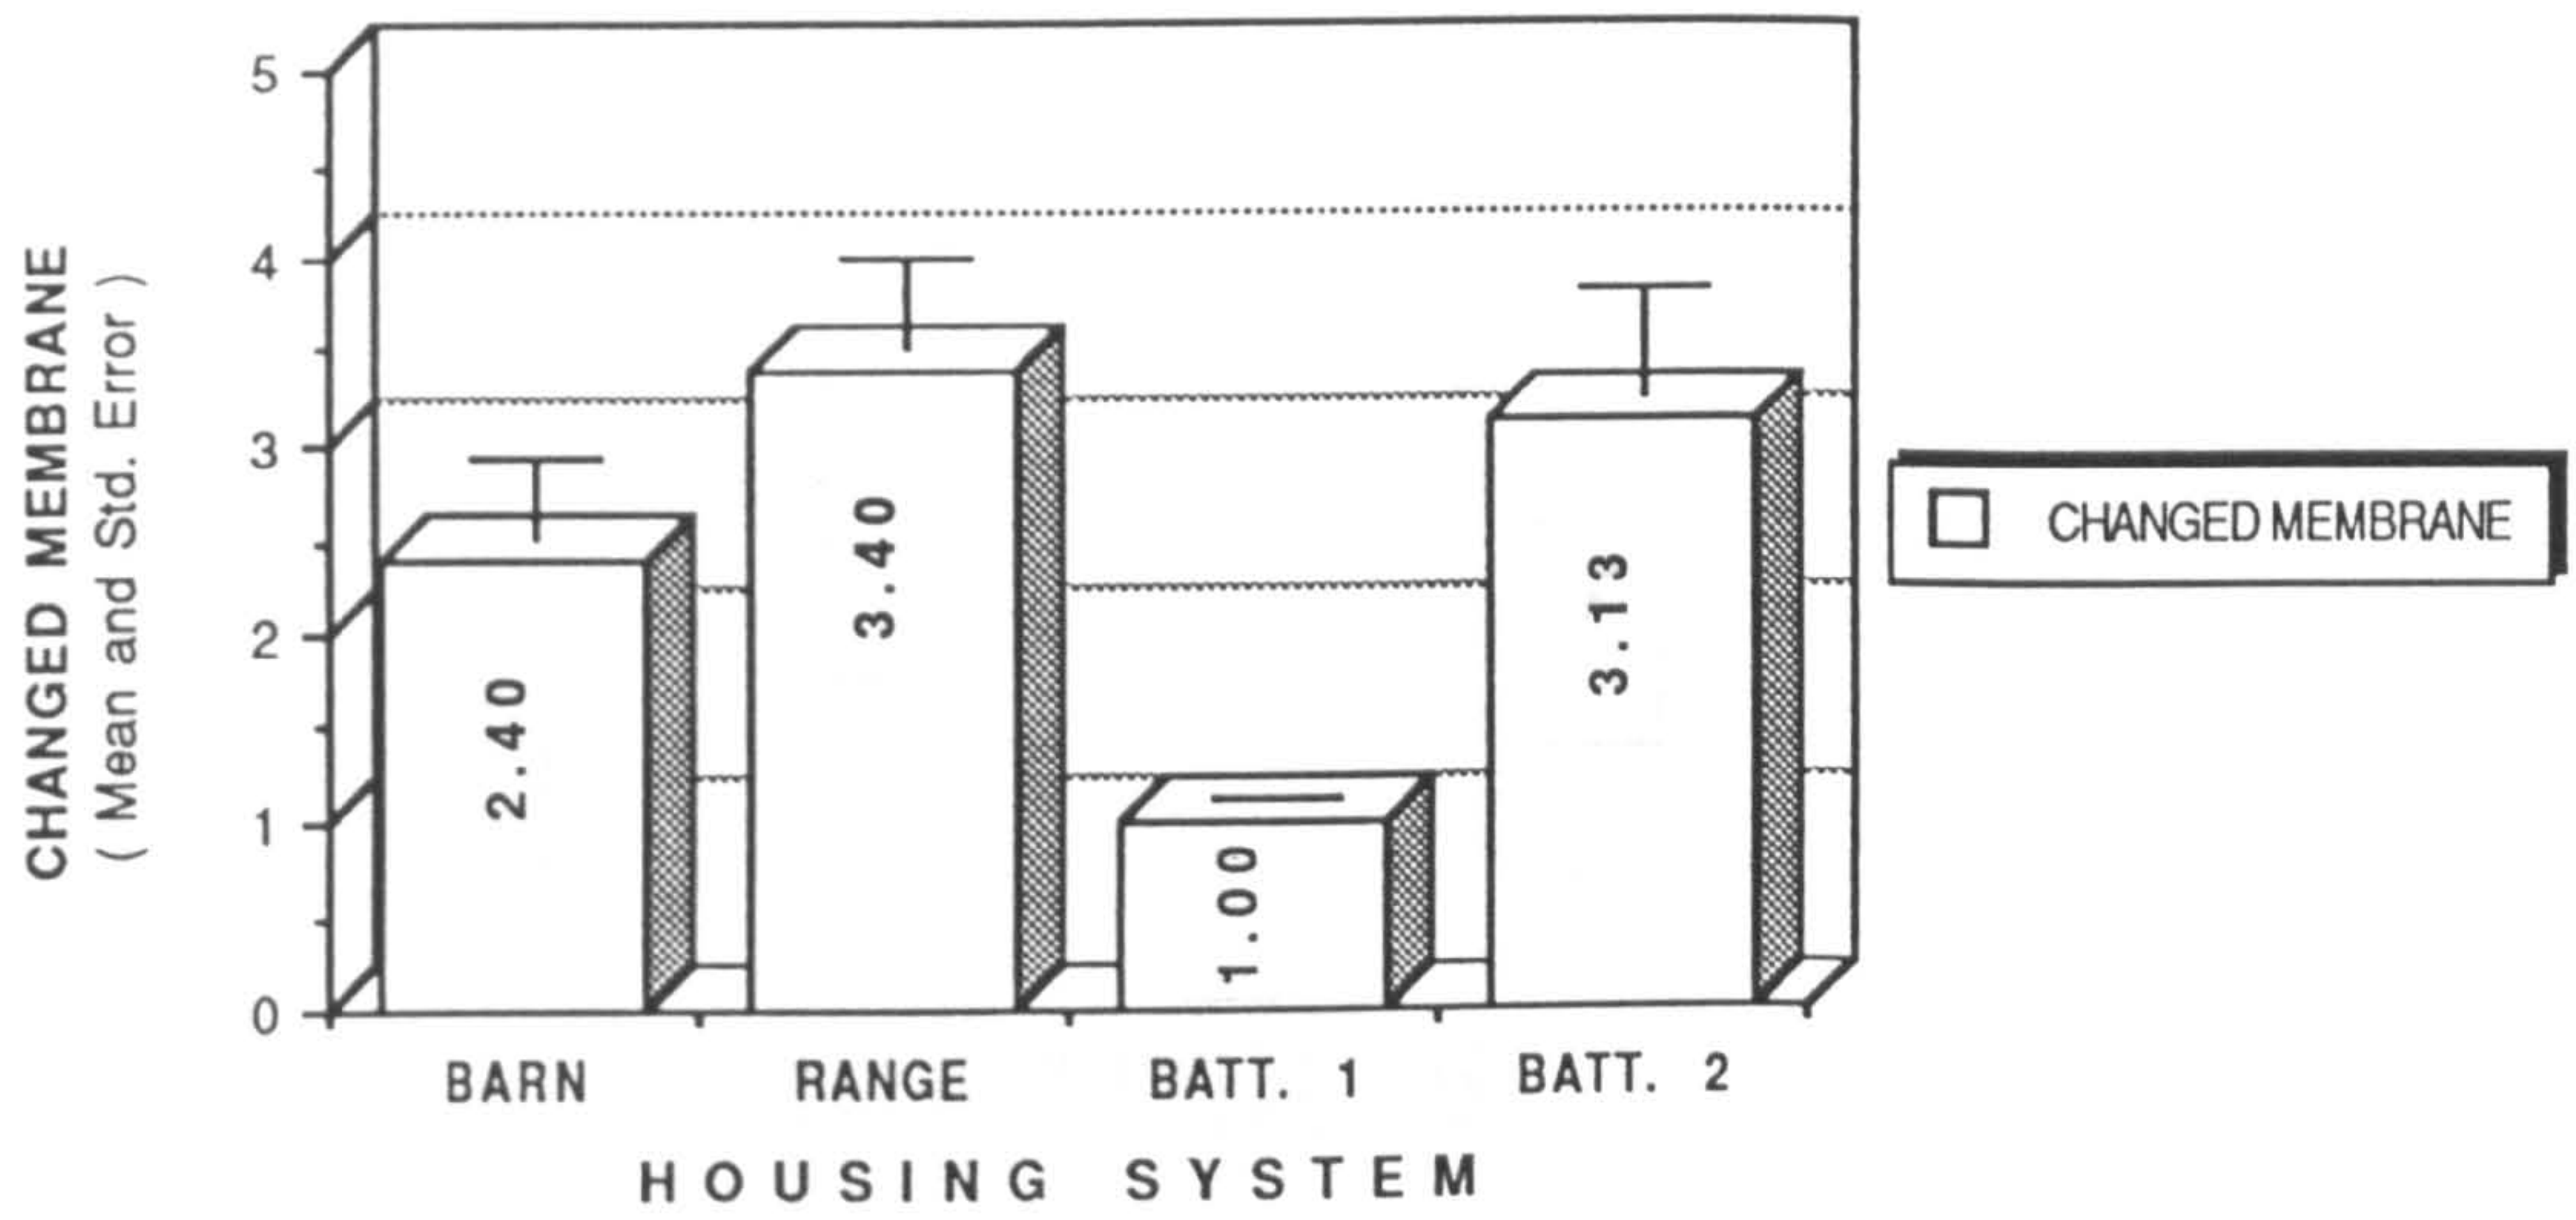 CHANGED MEMBRANE
( Mean and Std. Error )
5
4
3
2
1
0
2.40
3.40
1.00
3.13
BARN
RANGE
BATT. 1
BATT. 2
HOUSING SYSTEM
CHANGED MEMBRANE